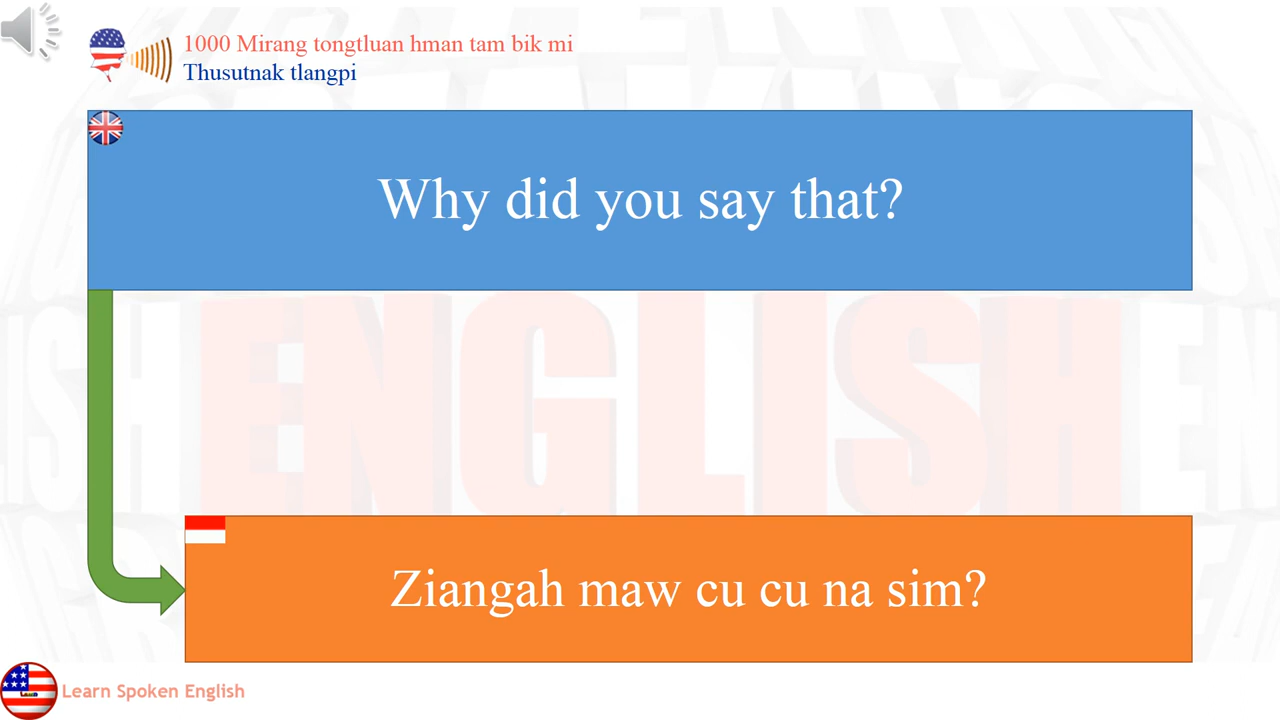 1000 Mirang tongtluan hman tam bik mi
Thusutnak tlangpi
Why did you say that?
ENGLISH
Ziangah maw cu cu na sim?
Learn Spoken English